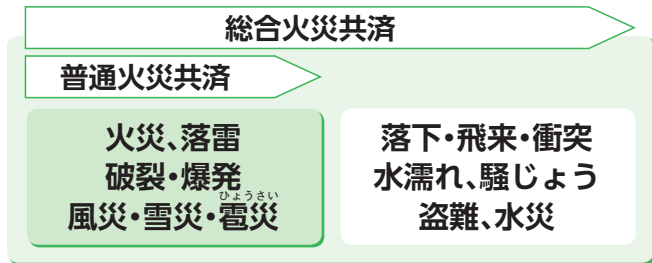 総合火災共済
普通火災共済
火災、落雷
破裂・爆発
ひょうさい
風災・雪災・雹災
落下・飛来・衝突
水濡れ、騒じょう
盗難、水災